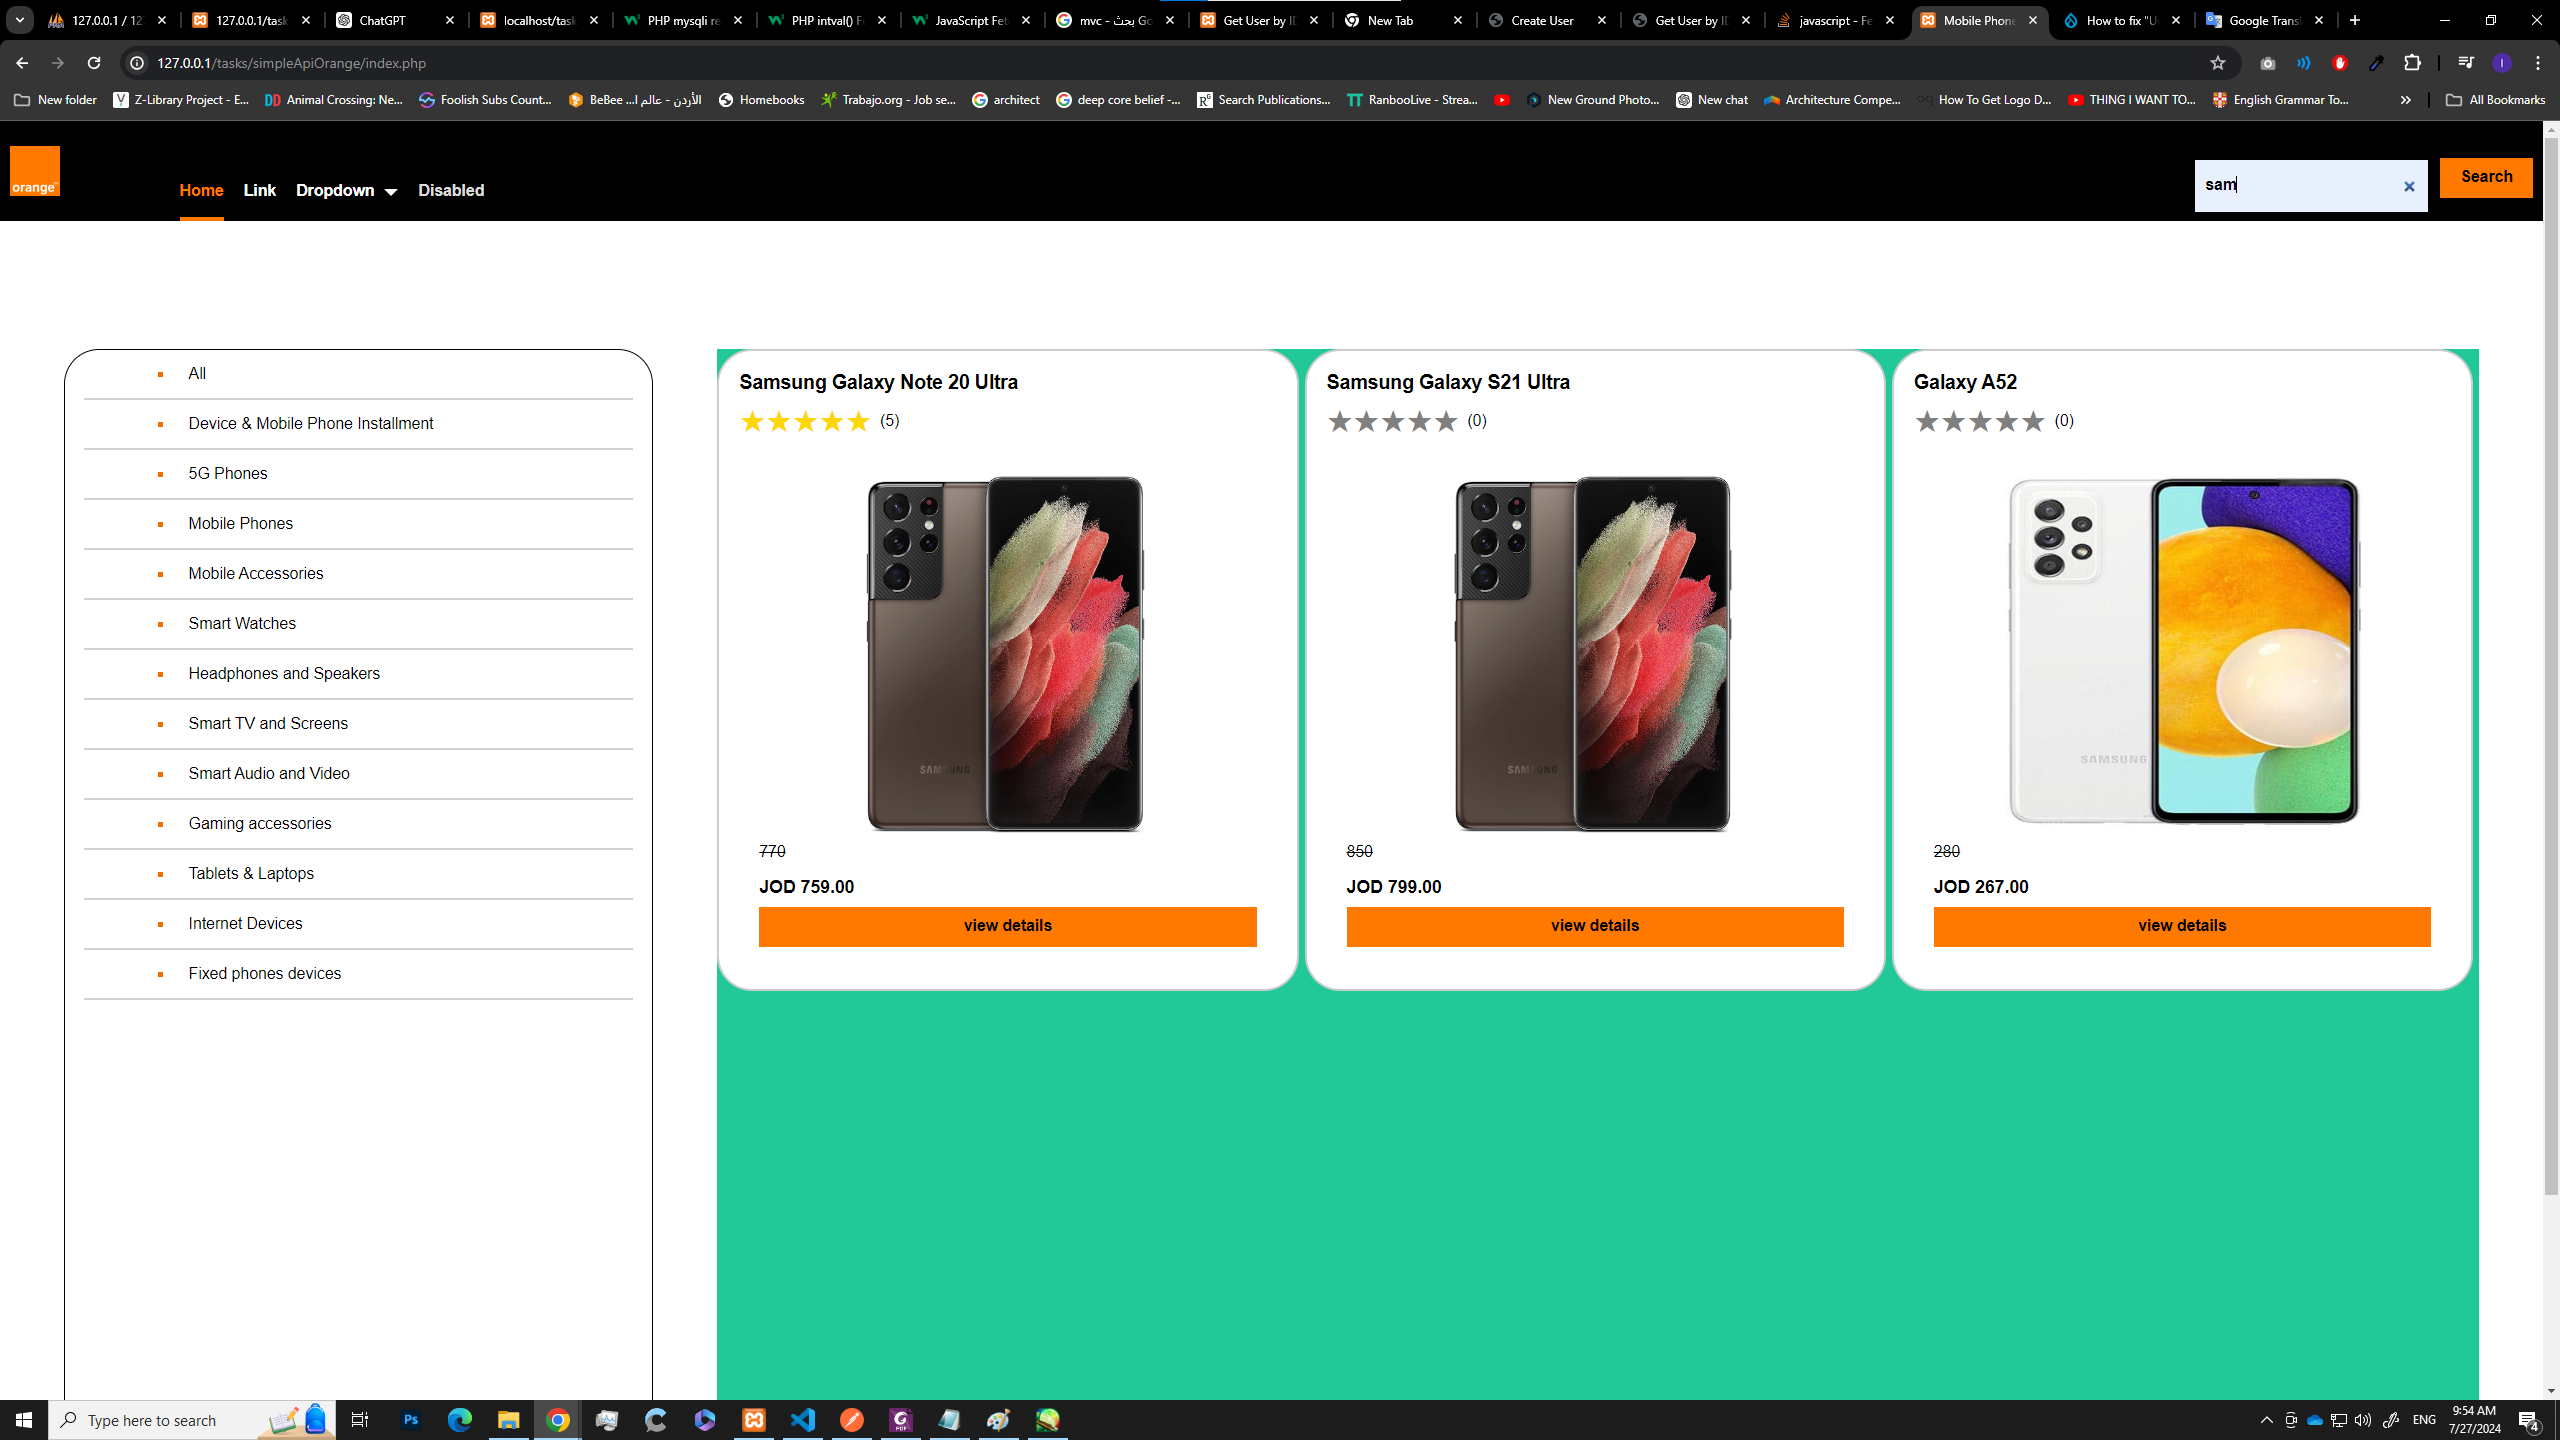 127.0.0.1 / 12
127.0.0.1/task
ChatGPT
localhost/task
PHP mysqli re
PHP intval() Fu
JavaScript Fet
mvc - بحث Go
Get User by ID
New Tab
Create User
Get User by ID
javascript - Fe
Mobile Phone
How to fix "U
Google Transl
127.0.0.1/tasks/simpleApiOrange/index.php
New folder
Z-Library Project - E...
Animal Crossing: Ne...
Foolish Subs Count...
BeBee الأردن - عالم ا...
Homebooks
Trabajo.org - Job se...
architect
deep core belief -...
Search Publications...
RanbooLive - Strea...
New Ground Photo...
New chat
Architecture Compe...
How To Get Logo D...
THING I WANT TO...
English Grammar To...
All Bookmarks
orange™
Home
Link
Dropdown
Disabled
sam
Search
All
Device & Mobile Phone Installment
5G Phones
Mobile Phones
Mobile Accessories
Smart Watches
Headphones and Speakers
Smart TV and Screens
Smart Audio and Video
Gaming accessories
Tablets & Laptops
Internet Devices
Fixed phones devices
Samsung Galaxy Note 20 Ultra
(5)
SAMSUNG
770
JOD 759.00
view details
Samsung Galaxy S21 Ultra
(0)
SAMSUNG
850
JOD 799.00
view details
Galaxy A52
(0)
SAMSUNG
280
JOD 267.00
view details
Type here to search
Ps
ENG
9:54 AM
7/27/2024
4